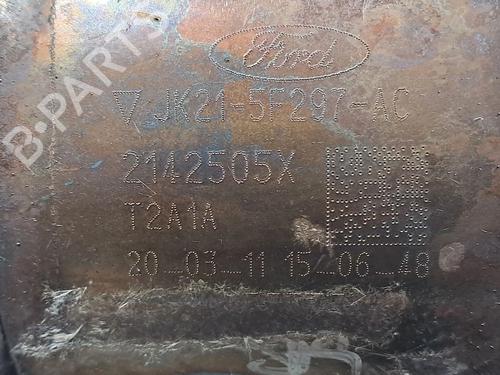 Ford
JK21-5F297-AC
2142505X
T2A1A
20-03-11 15-06-48
B-PARTS